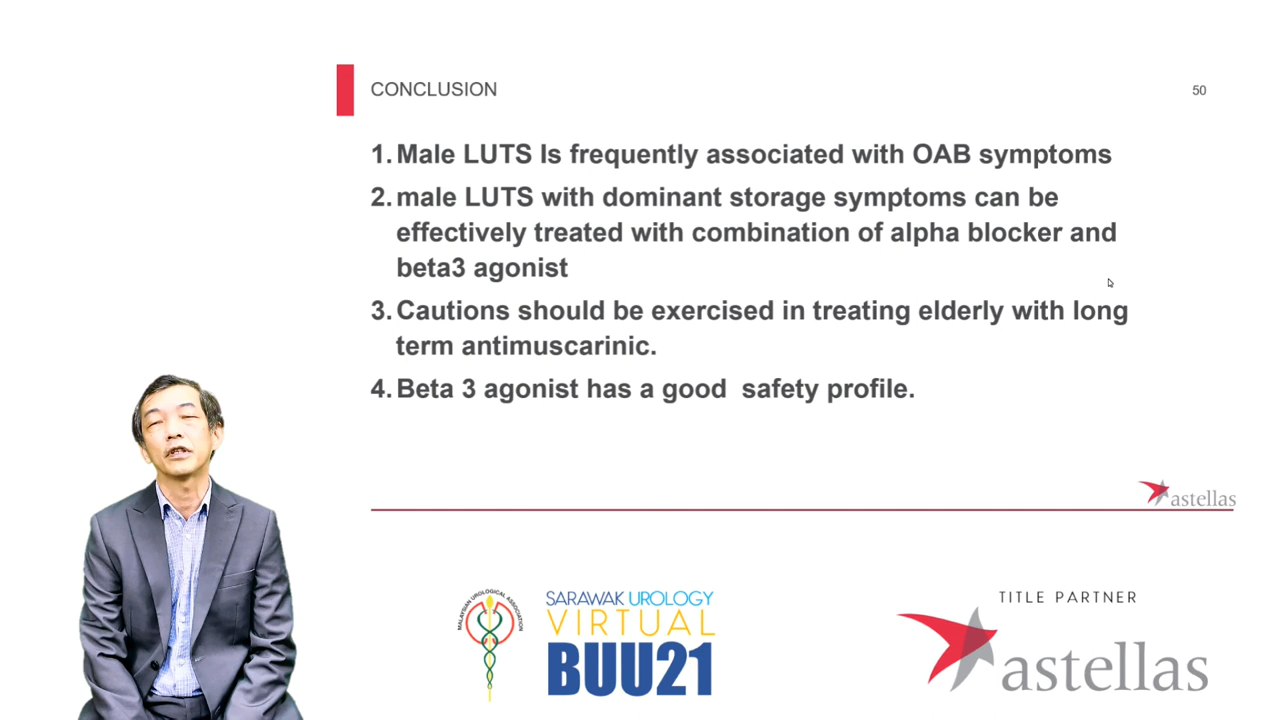 CONCLUSION
50
1. Male LUTS Is frequently associated with OAB symptoms
2. male LUTS with dominant storage symptoms can be
effectively treated with combination of alpha blocker and
beta3 agonist
3. Cautions should be exercised in treating elderly with long
term antimuscarinic.
4. Beta 3 agonist has a good  safety profile.
astellas
MALAYSIAN UROLOGICAL ASSOCIATION
SARAWAK UROLOGY
VIRTUAL
BUU21
TITLE PARTNER
astellas